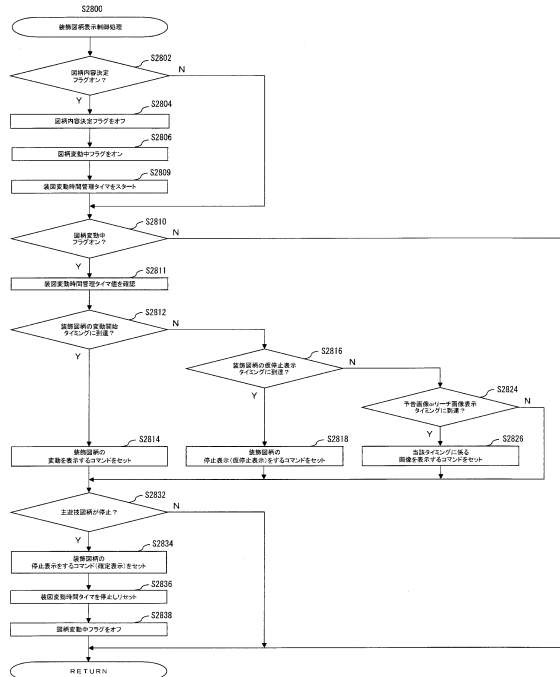 S2800
装飾図柄表示制御処理
S2802
図柄内容決定
フラグオン?
N
Y
S2804
図柄内容決定フラグをオフ
S2806
図柄変動中フラグをオン
S2809
装図変動時間管理タイマをスタート
S2810
図柄変動中
フラグオン?
N
Y
S2811
装図変動時間管理タイマ値を確認
S2812
装飾図柄の変動開始
タイミングに到達?
N
Y
S2816
装飾図柄の仮停止表示
タイミングに到達?
N
Y
S2824
予告画像orリーチ画像表示
タイミングに到達?
N
Y
S2814
装飾図柄の
変動を表示するコマンドをセット
S2818
装飾図柄の
停止表示(仮停止表示)をするコマンドをセット
S2826
当該タイミングに係る
画像を表示するコマンドをセット
S2832
主遊技図柄が停止?
N
Y
S2834
装飾図柄の
停止表示をするコマンド(確定表示)をセット
S2836
装図変動時間タイマを停止しリセット
S2838
図柄変動中フラグをオフ
RETURN